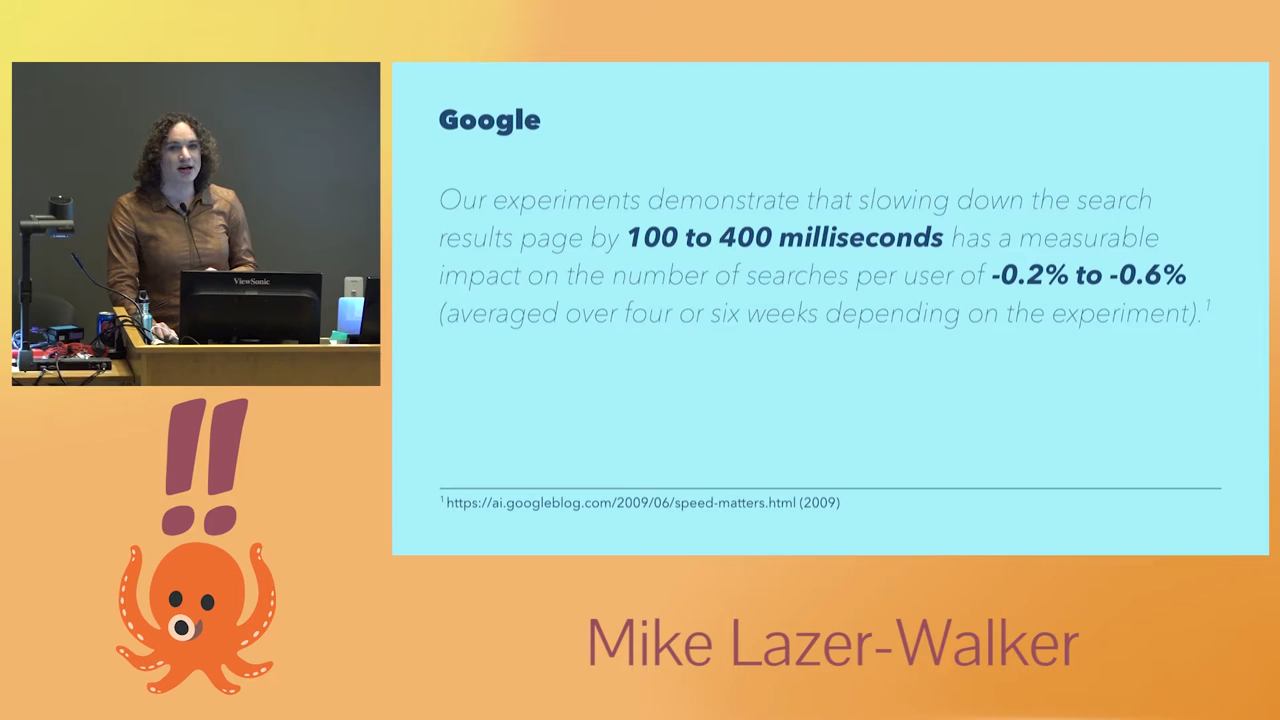 ViewSonic
Google
Our experiments demonstrate that slowing down the search
results page by 100 to 400 milliseconds has a measurable
impact on the number of searches per user of -0.2% to -0.6%
(averaged over four or six weeks depending on the experiment).¹
¹ https://ai.googleblog.com/2009/06/speed-matters.html (2009)
!!
Mike Lazer-Walker